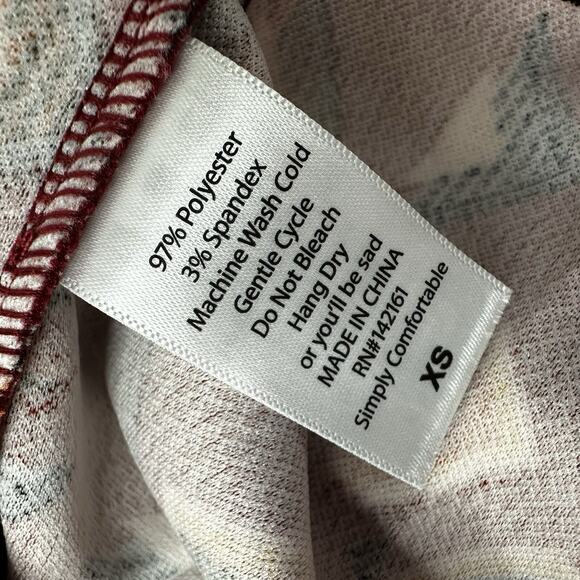 97% Polyester
3% Spandex
Machine Wash Cold
Gentle Cycle
Do Not Bleach
Hang Dry
or you'll be sad
MADE IN CHINA
RN#142161
Simply Comfortable
XS